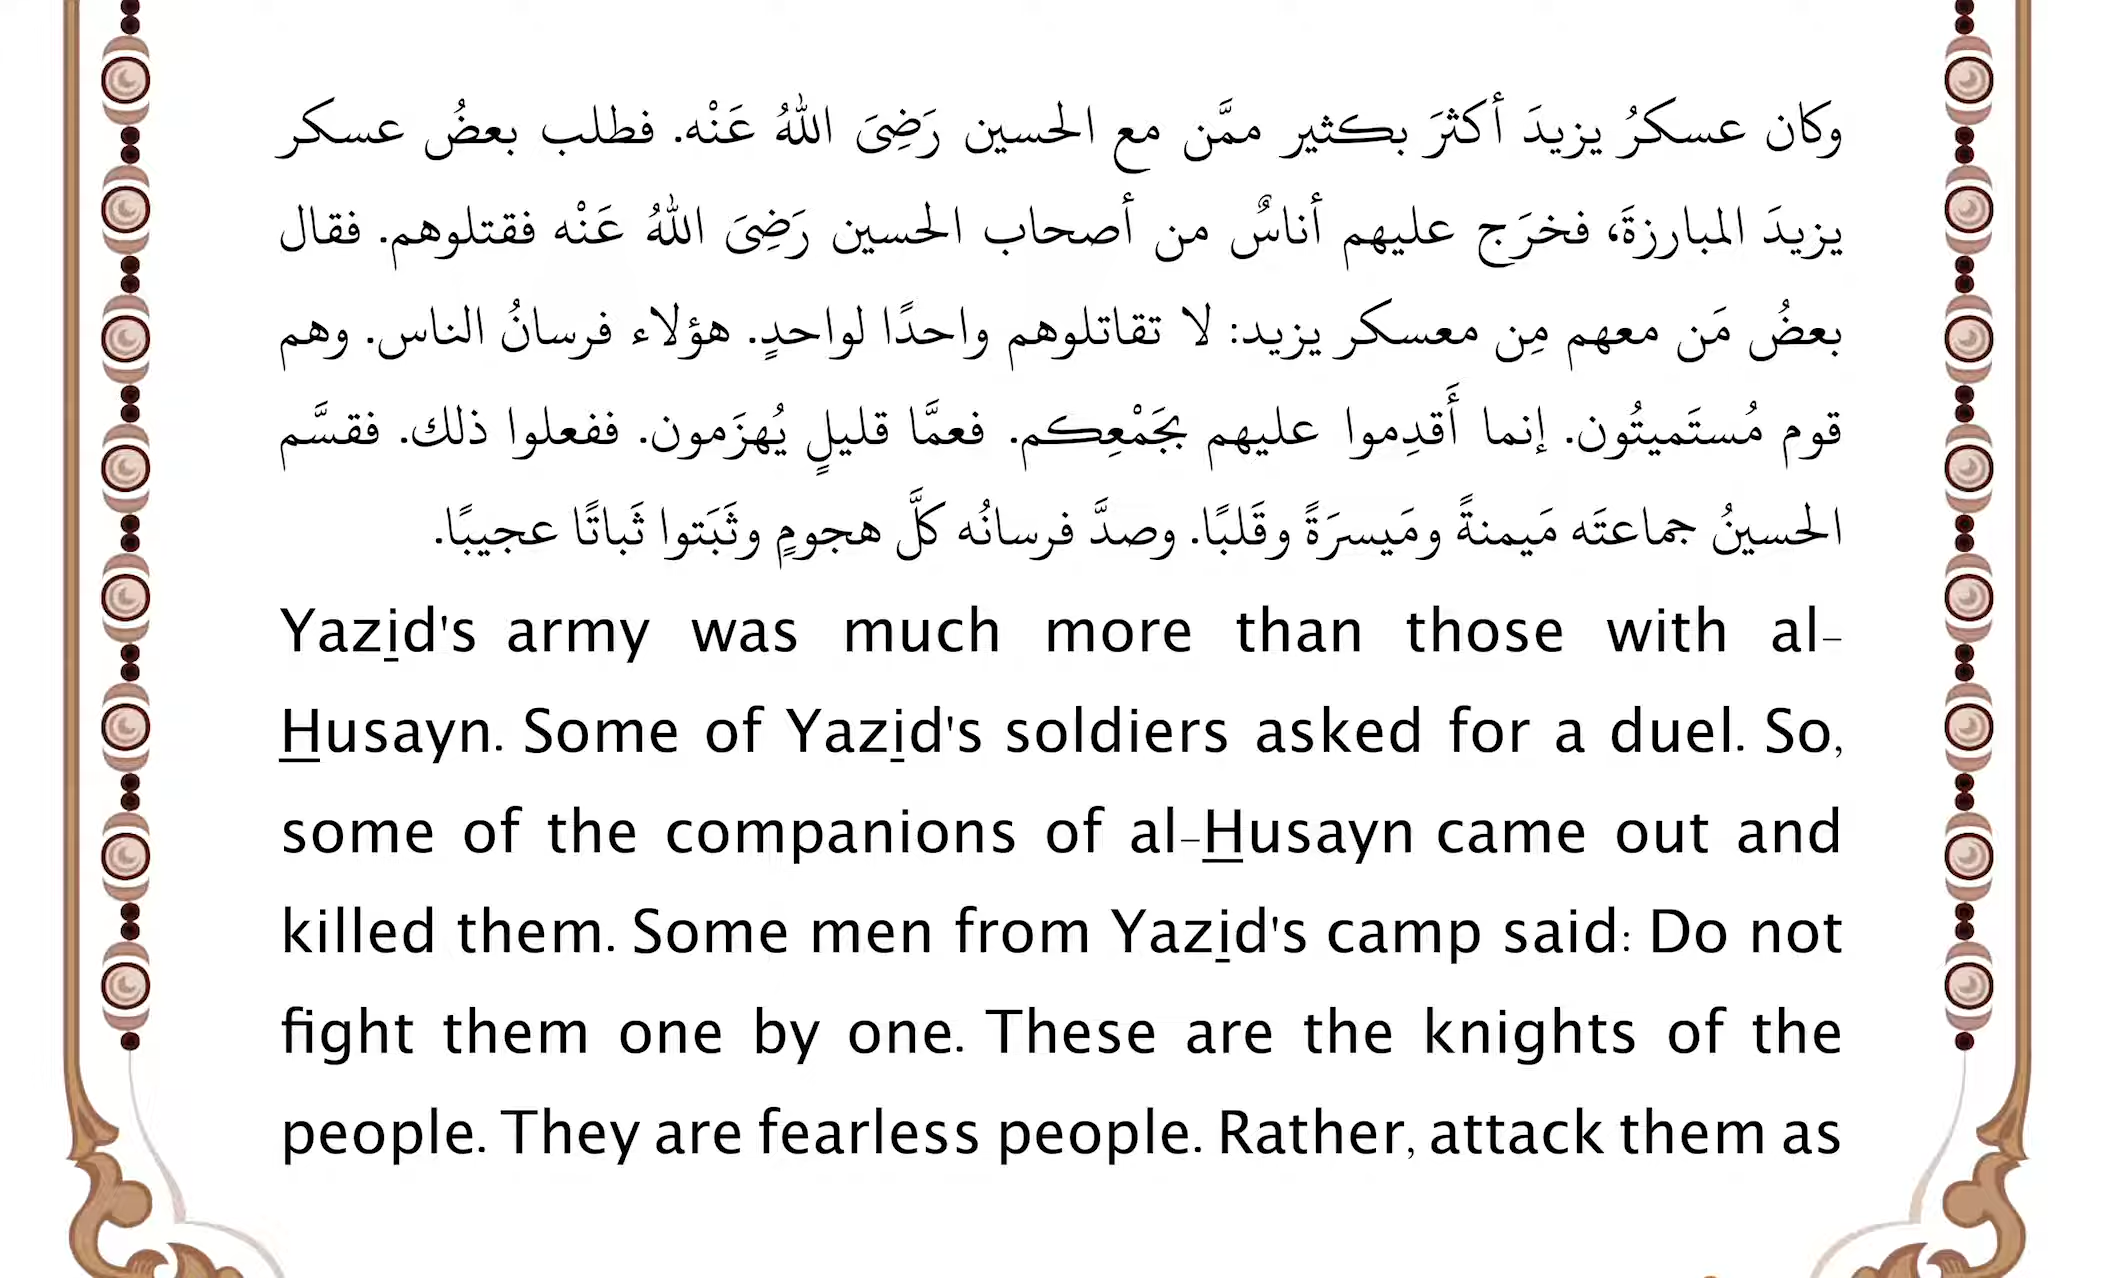 وكان عسكرُ يزيدَ أكثرَ بكثير ممَّن مع الحسين رَضِىَ اللهُ عَنْه. فطلب بعضُ عسكر
يزيدَ المبارزةَ، فخرَج عليهم أناسٌ من أصحاب الحسين رَضِىَ اللهُ عَنْه فقتلوهم. فقال
بعضُ مَن معهم مِن معسكر يزيد: لا تقاتلوهم واحدًا لواحدٍ. هؤلاء فرسانُ الناس. وهم
قوم مُستَميتُون. إنما أَقدِموا عليهم بجَمْعِكم. فعمَّا قليلٍ يُهزَمون. ففعلوا ذلك. فقسَّم
الحسينُ جماعتَه مَيمنةً ومَيسرَةً وقَلبًا. وصدَّ فرسانُه كلَّ هجومٍ وثَبَتوا ثَباتًا عجيبًا.
Yazid's army was much more than those with al-
Husayn. Some of Yazid's soldiers asked for a duel. So,
some of the companions of al-Husayn came out and
killed them. Some men from Yazid's camp said: Do not
fight them one by one. These are the knights of the
people. They are fearless people. Rather, attack them as